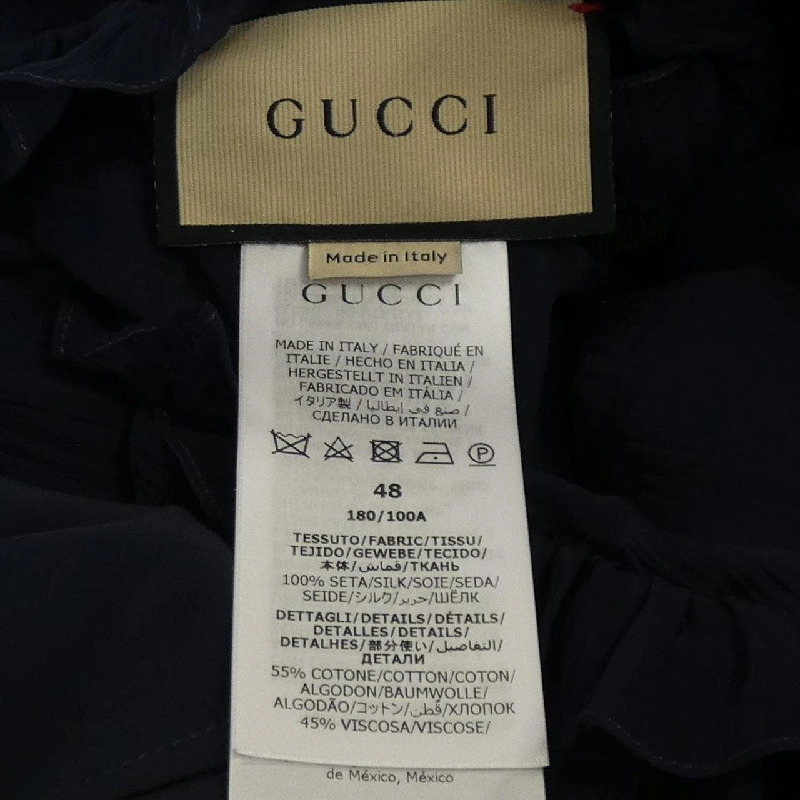 GUCCI
Made in Italy
GUCCI
MADE IN ITALY / FABRIQUÉ EN
ITALIE / HECHO EN ITALIA /
HERGESTELLT IN ITALIEN /
FABRICADO EM ITÁLIA /
イタリア製 / صنع في إيطاليا /
СДЕЛАНО В ИТАЛИИ
P
48
180/100A
TESSUTO/FABRIC/TISSU/
TEJIDO/GEWEBE/TECIDO/
本体/قماش/ТКАНЬ
100% SETA/SILK/SOIE/SEDA/
SEIDE/シルク/حرير/ШЁЛК
DETTAGLI/DETAILS/DÉTAILS/
DETALLES/DETAILS/
DETALHES/部分使い/التفاصيل/
ДЕТАЛИ
55% COTONE/COTTON/COTON/
ALGODON/BAUMWOLLE/
ALGODÃO/コットン/قطن/ХЛОПОК
45% VISCOSA/VISCOSE/
de México, México